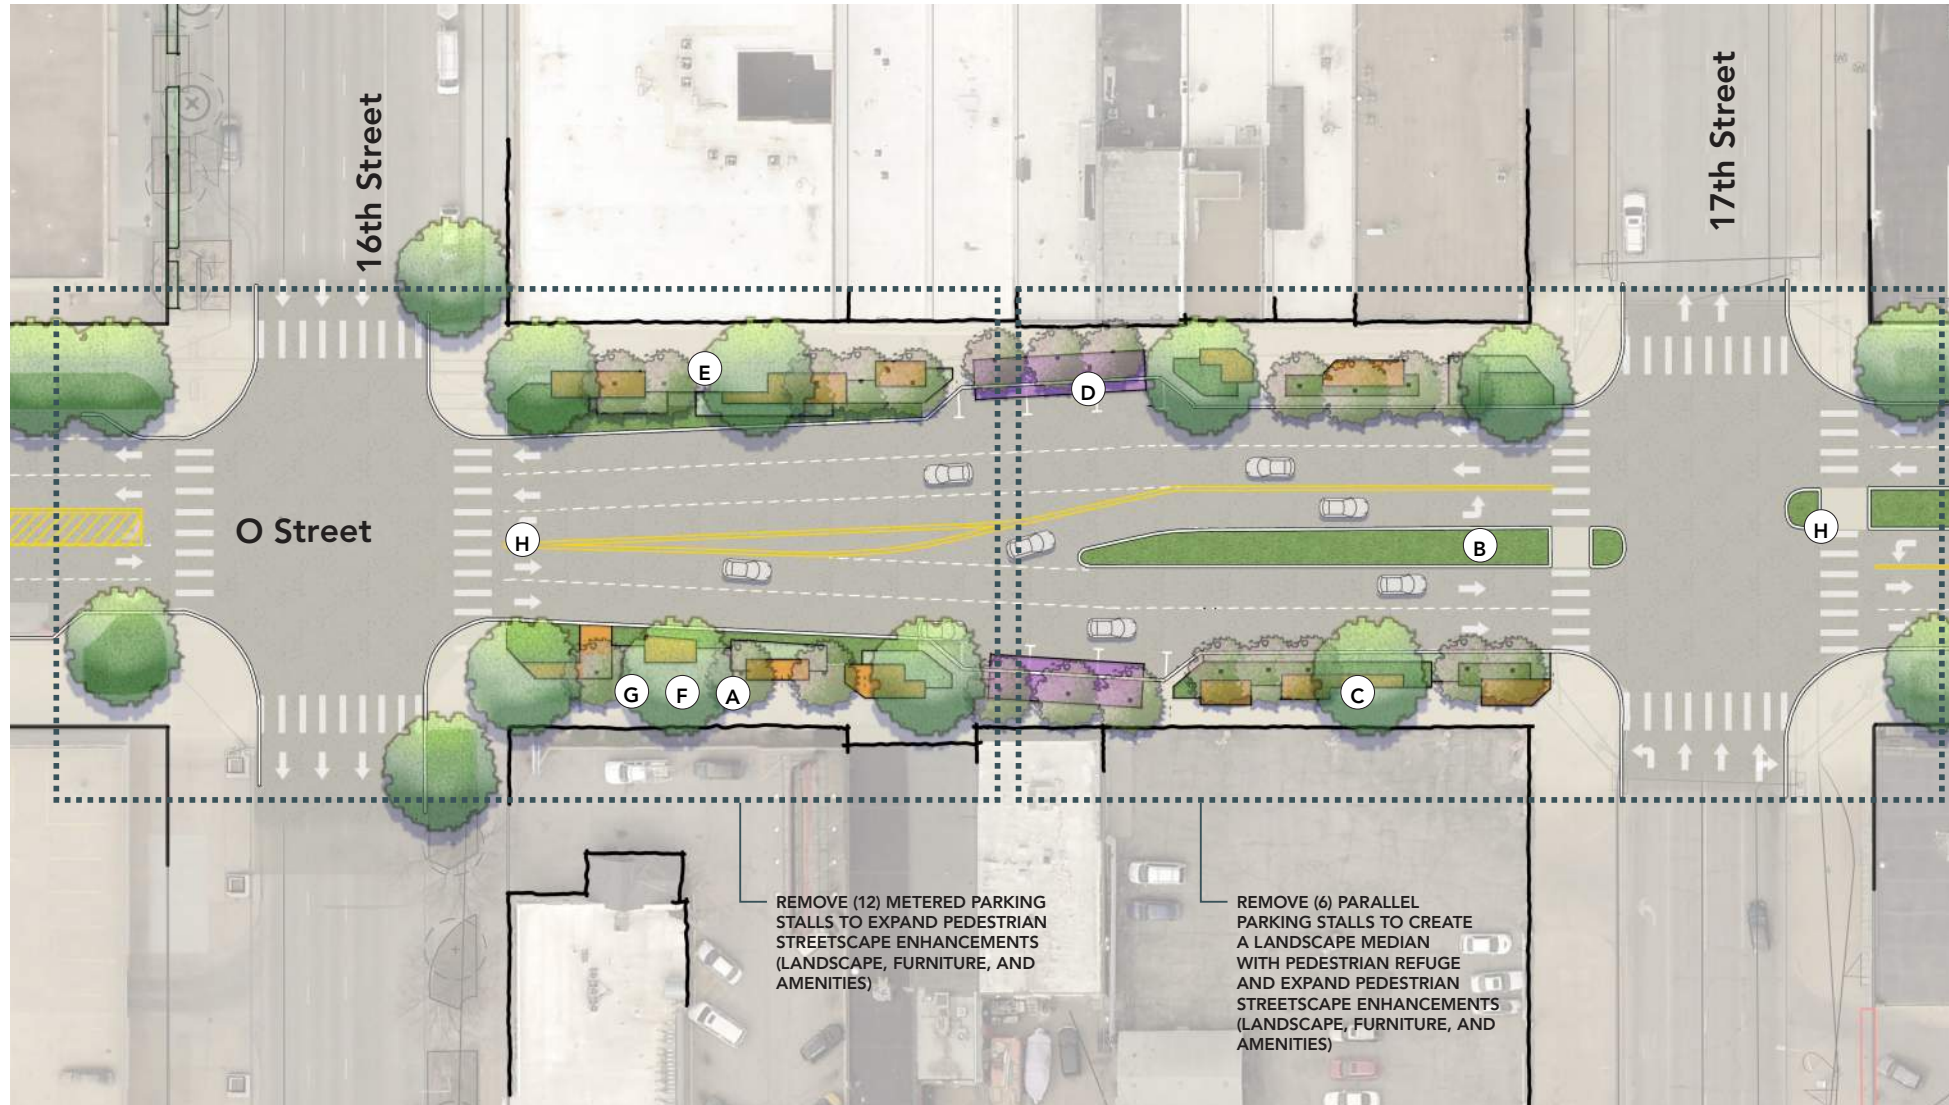 16th Street
17th Street
E
D
O Street
H
B
H
G
F
A
C
REMOVE (12) METERED PARKING
STALLS TO EXPAND PEDESTRIAN
STREETSCAPE ENHANCEMENTS
(LANDSCAPE, FURNITURE, AND
AMENITIES)
REMOVE (6) PARALLEL
PARKING STALLS TO CREATE
A LANDSCAPE MEDIAN
WITH PEDESTRIAN REFUGE
AND EXPAND PEDESTRIAN
STREETSCAPE ENHANCEMENTS
(LANDSCAPE, FURNITURE, AND
AMENITIES)